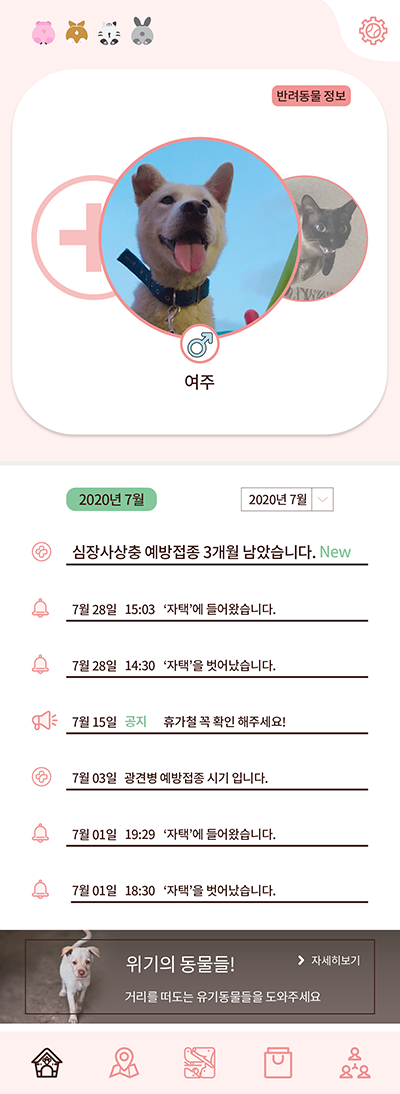 반려동물 정보
여주
2020년 7월
2020년 7월
심장사상충 예방접종 3개월 남았습니다. New
7월 28일 15:03 ‘자택’에 들어왔습니다.
7월 28일 14:30 ‘자택’을 벗어났습니다.
7월 15일 공지 휴가철 꼭 확인 해주세요!
7월 03일 광견병 예방접종 시기 입니다.
7월 01일 19:29 ‘자택’에 들어왔습니다.
7월 01일 18:30 ‘자택’을 벗어났습니다.
위기의 동물들!
자세히보기
거리를 떠도는 유기동물들을 도와주세요